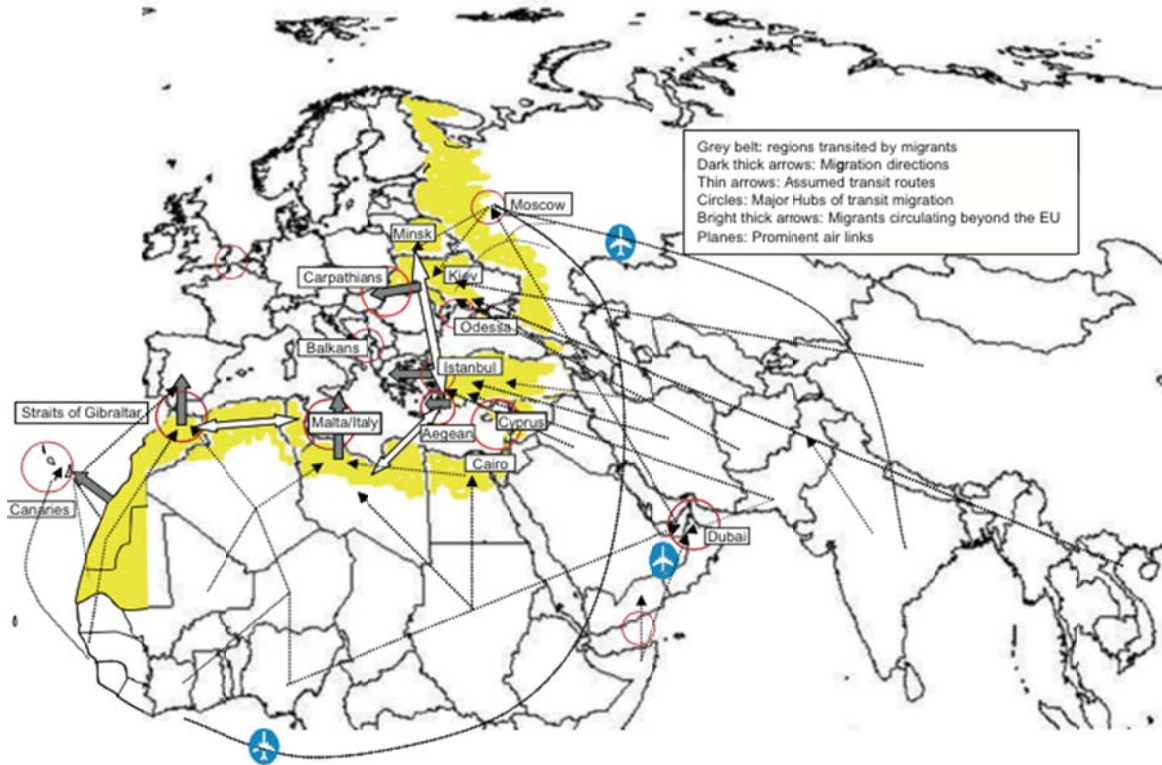 Grey belt: regions transited by migrants
Dark thick arrows: Migration directions
Thin arrows: Assumed transit routes
Circles: Major Hubs of transit migration
Bright thick arrows: Migrants circulating beyond the EU
Planes: Prominent air links
Moscow
Minsk
Carpathians
Kiev
Odessa
Balkans
Istanbul
Straits of Gibraltar
Malta/Italy
Cyprus
Aegean
Cairo
Canaries
Dubai